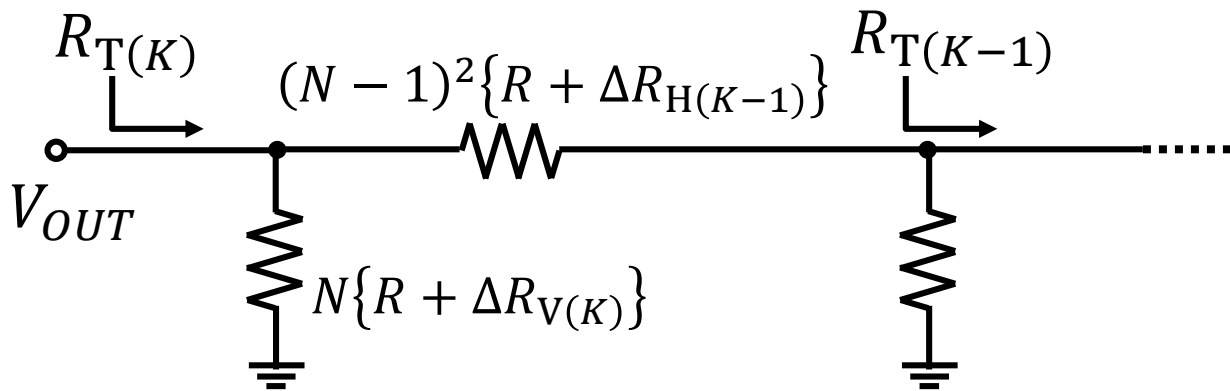 R_T(K)
(N − 1)²{R + ΔR_H(K−1)}
R_T(K−1)
V_OUT
N{R + ΔR_V(K)}